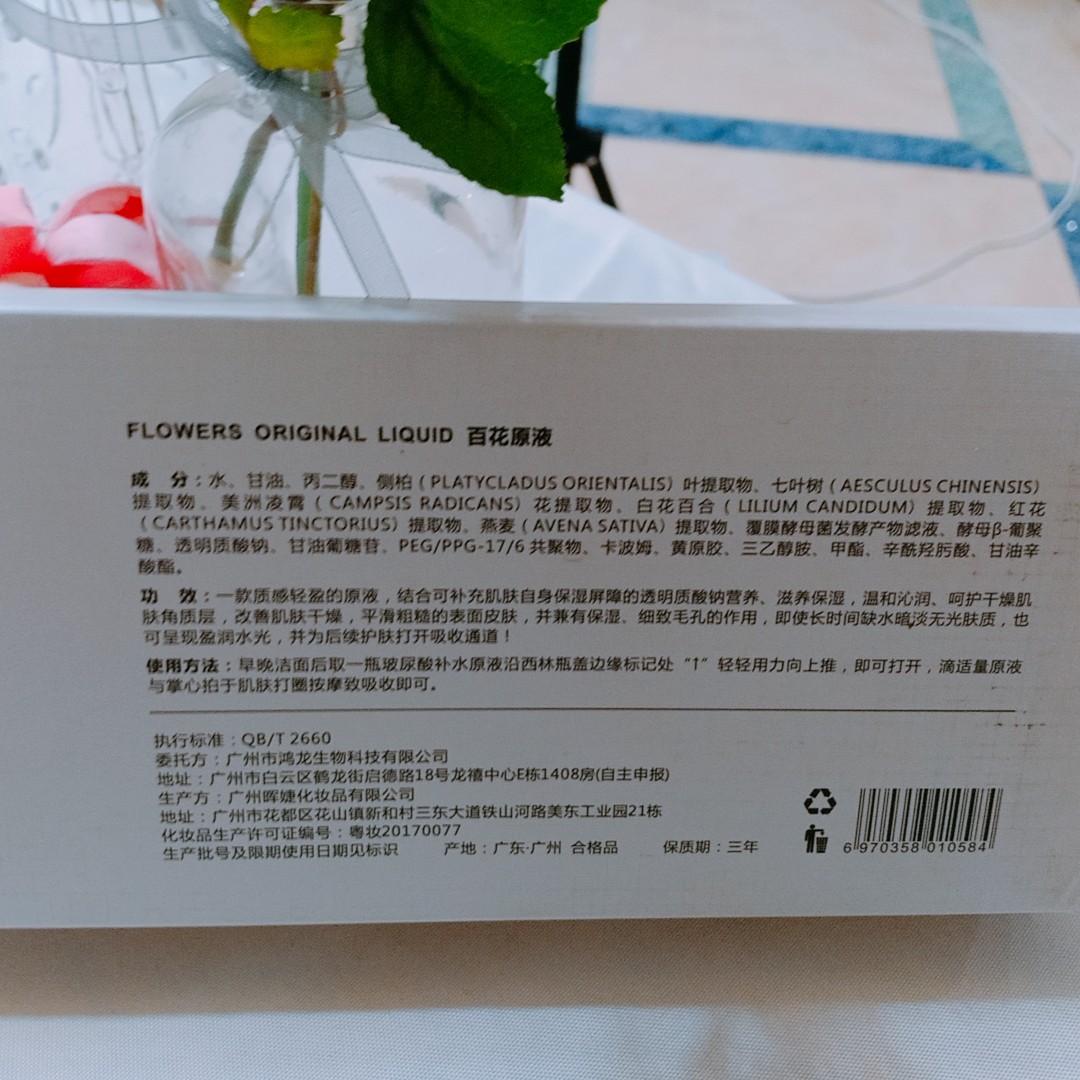 FLOWERS ORIGINAL LIQUID 百花原液
成 分：水、甘油、丙二醇、侧柏（PLATYCLADUS ORIENTALIS）叶提取物、七叶树（AESCULUS CHINENSIS）
提取物、美洲凌霄（CAMPSIS RADICANS）花提取物、白花百合（LILIUM CANDIDUM）提取物、红花
（CARTHAMUS TINCTORIUS）提取物、燕麦（AVENA SATIVA）提取物、覆膜酵母菌发酵产物滤液、酵母β-葡聚
糖、透明质酸钠、甘油葡糖苷、PEG/PPG-17/6 共聚物、卡波姆、黄原胶、三乙醇胺、甲酯、辛酰羟肟酸、甘油辛
酸酯。
功 效：一款质感轻盈的原液，结合可补充肌肤自身保湿屏障的透明质酸钠营养、滋养保湿，温和沁润、呵护干燥肌
肤角质层，改善肌肤干燥，平滑粗糙的表面皮肤，并兼有保湿、细致毛孔的作用，即使长时间缺水暗淡无光肤质，也
可呈现盈润水光，并为后续护肤打开吸收通道！
使用方法：早晚洁面后取一瓶玻尿酸补水原液沿西林瓶盖边缘标记处“↑”轻轻用力向上推，即可打开，滴适量原液
与掌心拍于肌肤打圈按摩致吸收即可。
执行标准：QB/T 2660
委托方：广州市鸿龙生物科技有限公司
地址：广州市白云区鹤龙街启德路18号龙禧中心E栋1408房(自主申报)
生产方：广州晖婕化妆品有限公司
地址：广州市花都区花山镇新和村三东大道铁山河路美东工业园21栋
化妆品生产许可证编号：粤妆20170077
生产批号及限期使用日期见标识 产地：广东·广州 合格品 保质期：三年
6 970358 010584